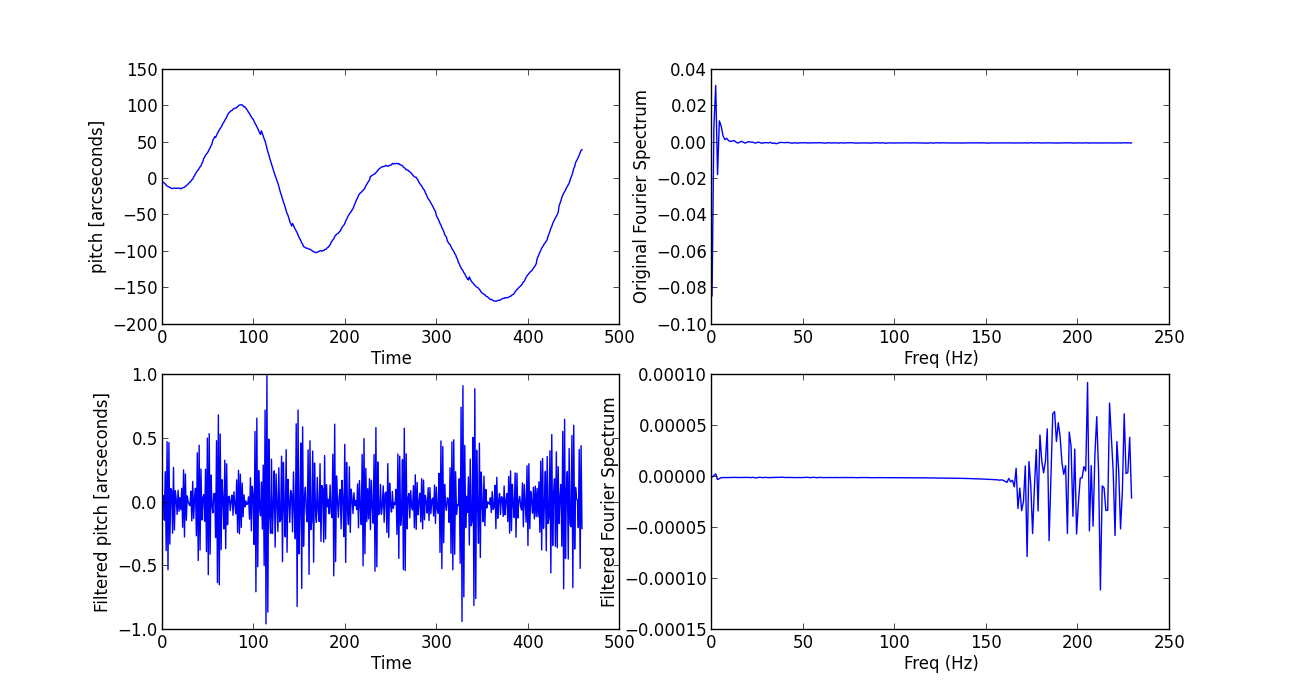 150
100
50
0
−50
−100
−150
−200
pitch [arcseconds]
0 100 200 300 400 500
Time
0.04
0.02
0.00
−0.02
−0.04
−0.06
−0.08
−0.10
Original Fourier Spectrum
0 50 100 150 200 250
Freq (Hz)
1.0
0.5
0.0
−0.5
−1.0
Filtered pitch [arcseconds]
0 100 200 300 400 500
Time
0.00010
0.00005
0.00000
−0.00005
−0.00010
−0.00015
Filtered Fourier Spectrum
0 50 100 150 200 250
Freq (Hz)